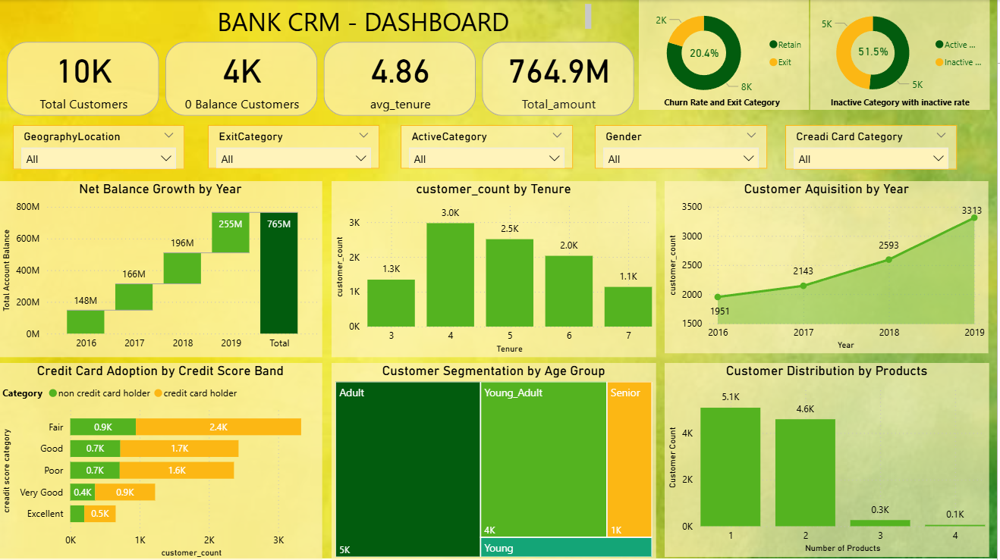 BANK CRM - DASHBOARD
10K
Total Customers
4K
0 Balance Customers
4.86
avg_tenure
764.9M
Total_amount
2K
20.4%
8K
Retain
Exit
Churn Rate and Exit Category
5K
51.5%
5K
Active ...
Inactive ...
Inactive Category with inactive rate
GeographyLocation
All
ExitCategory
All
ActiveCategory
All
Gender
All
Creadi Card Category
All
Net Balance Growth by Year
Total Account Balance
800M
600M
400M
200M
0M
148M
166M
196M
255M
765M
2016 2017 2018 2019 Total
customer_count by Tenure
customer_count
3K
2K
1K
0K
1.3K
3.0K
2.5K
2.0K
1.1K
3 4 5 6 7
Tenure
Customer Aquisition by Year
customer_count
3500
3000
2500
2000
1500
1951
2143
2593
3313
2016 2017 2018 2019
Year
Credit Card Adoption by Credit Score Band
Category non credit card holder credit card holder
creadit score category
Fair 0.9K 2.4K
Good 0.7K 1.7K
Poor 0.7K 1.6K
Very Good 0.4K 0.9K
Excellent 0.5K
0K 1K 2K 3K
customer_count
Customer Segmentation by Age Group
Adult
5K
Young_Adult
4K
Senior
1K
Young
Customer Distribution by Products
Customer Count
4K
2K
0K
5.1K
4.6K
0.3K
0.1K
1 2 3 4
Number of Products